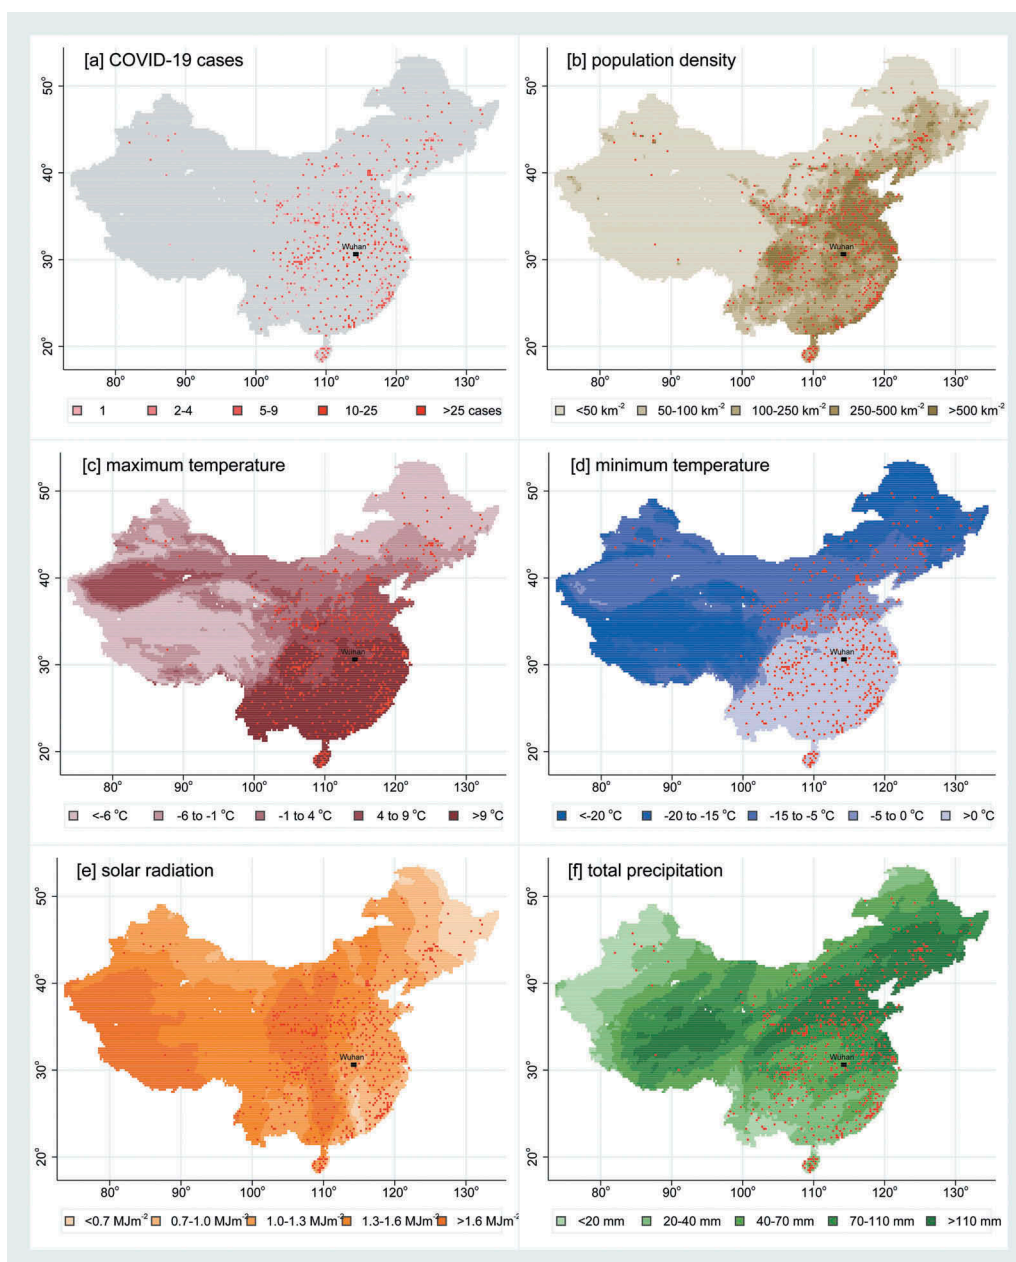 [a] COVID-19 cases
50°
40°
30°
20°
Wuhan
80° 90° 100° 110° 120° 130°
1 2-4 5-9 10-25 >25 cases
[b] population density
50°
40°
30°
20°
Wuhan
80° 90° 100° 110° 120° 130°
<50 km⁻² 50-100 km⁻² 100-250 km⁻² 250-500 km⁻² >500 km⁻²
[c] maximum temperature
50°
40°
30°
20°
Wuhan
80° 90° 100° 110° 120° 130°
<-6 °C -6 to -1 °C -1 to 4 °C 4 to 9 °C >9 °C
[d] minimum temperature
50°
40°
30°
20°
Wuhan
80° 90° 100° 110° 120° 130°
<-20 °C -20 to -15 °C -15 to -5 °C -5 to 0 °C >0 °C
[e] solar radiation
50°
40°
30°
20°
Wuhan
80° 90° 100° 110° 120° 130°
<0.7 MJm⁻² 0.7-1.0 MJm⁻² 1.0-1.3 MJm⁻² 1.3-1.6 MJm⁻² >1.6 MJm⁻²
[f] total precipitation
50°
40°
30°
20°
Wuhan
80° 90° 100° 110° 120° 130°
<20 mm 20-40 mm 40-70 mm 70-110 mm >110 mm